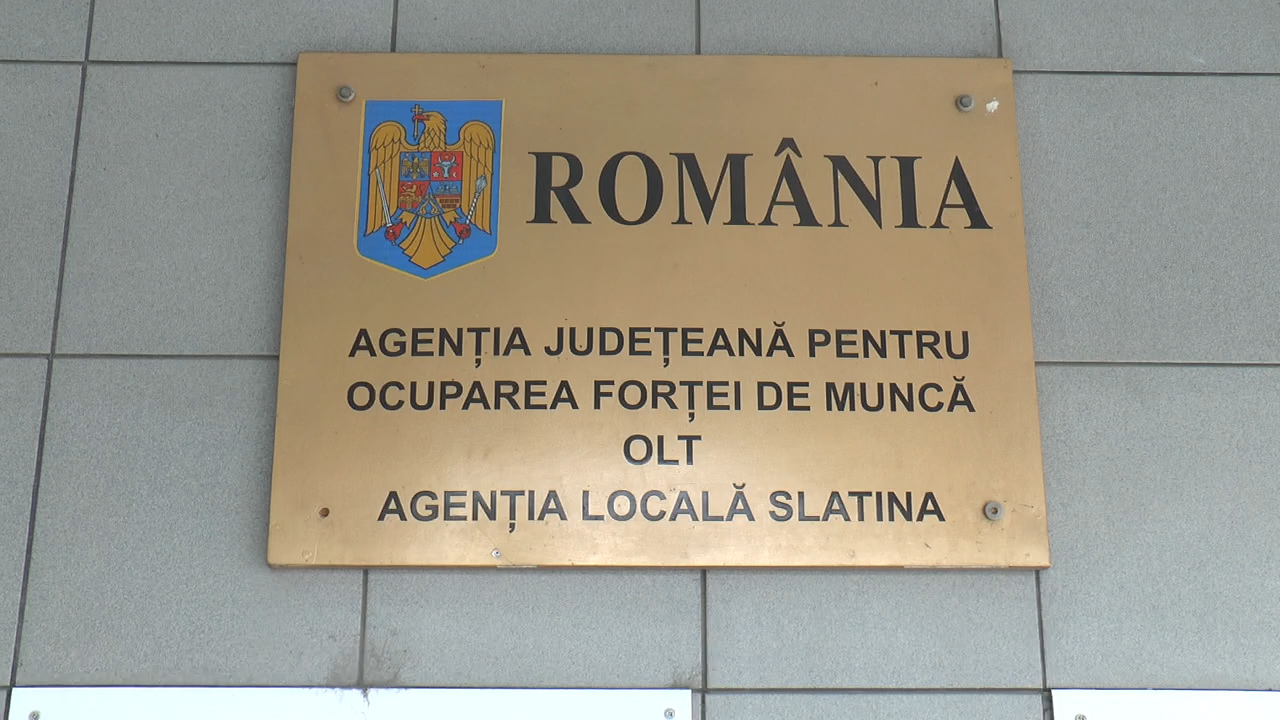 ROMÂNIA
AGENȚIA JUDEȚEANĂ PENTRU
OCUPAREA FORȚEI DE MUNCĂ
OLT
AGENȚIA LOCALĂ SLATINA